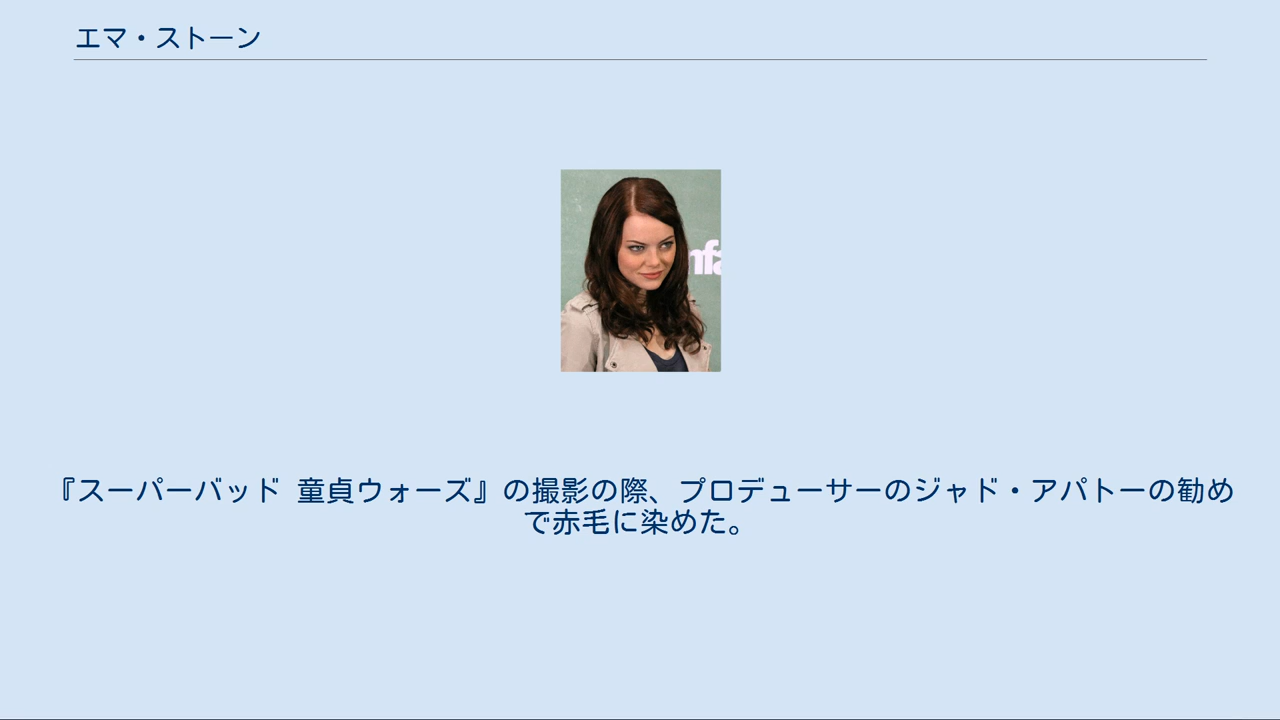 エマ・ストーン
nfa
『スーパーバッド 童貞ウォーズ』の撮影の際、プロデューサーのジャド・アパトーの勧め
で赤毛に染めた。